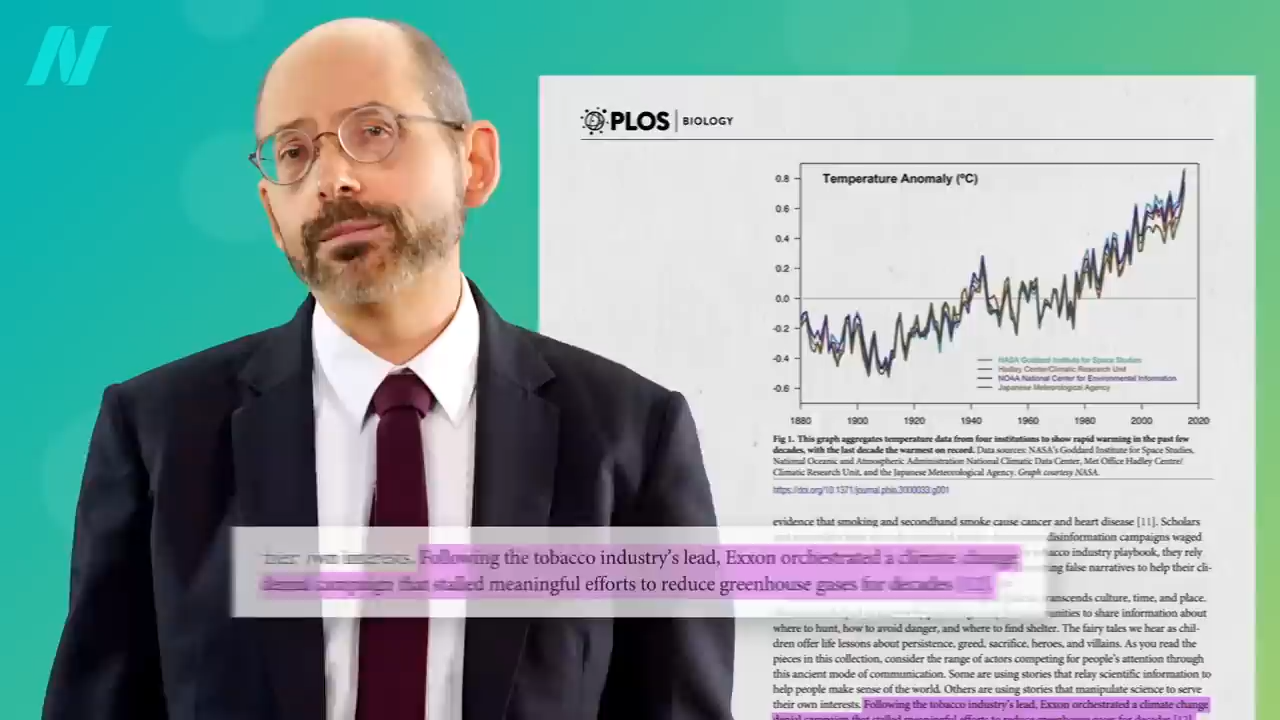 PLOS BIOLOGY
Temperature Anomaly (ºC)
0.8
0.6
0.4
0.2
0.0
-0.2
-0.4
-0.6
NASA Goddard Institute for Space Studies
Hadley Center/Climatic Research Unit
NOAA National Center for Environmental Information
Japanese Meteorological Agency
1880 1900 1920 1940 1960 1980 2000 2020
Fig 1. This graph aggregates temperature data from four institutions to show rapid warming in the past few
decades, with the last decade the warmest on record. Data sources: NASA's Goddard Institute for Space Studies,
National Oceanic and Atmospheric Administration National Climatic Data Center, Met Office Hadley Centre/
Climatic Research Unit, and the Japanese Meteorological Agency. Graph courtesy NASA.
https://doi.org/10.1371/journal.pbio.3000033.g001
evidence that smoking and secondhand smoke cause cancer and heart disease [11]. Scholars
disinformation campaigns waged
acco industry playbook, they rely
ng false narratives to help their cli-
their own interests. Following the tobacco industry's lead, Exxon orchestrated a climate change
denial campaign that stalled meaningful efforts to reduce greenhouse gases for decades [12].
transcends culture, time, and place.
unities to share information about
where to hunt, how to avoid danger, and where to find shelter. The fairy tales we hear as chil-
dren offer life lessons about persistence, greed, sacrifice, heroes, and villains. As you read the
pieces in this collection, consider the range of actors competing for people's attention through
this ancient mode of communication. Some are using stories that relay scientific information to
help people make sense of the world. Others are using stories that manipulate science to serve
their own interests. Following the tobacco industry's lead, Exxon orchestrated a climate change